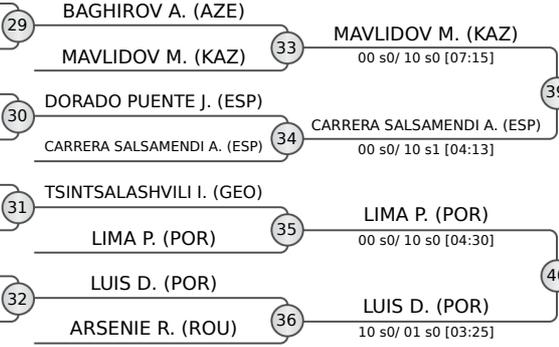 BAGHIROV A. (AZE)
29
MAVLIDOV M. (KAZ)
33
MAVLIDOV M. (KAZ)
00 s0/ 10 s0 [07:15]
DORADO PUENTE J. (ESP)
30
CARRERA SALSAMENDI A. (ESP)
34
CARRERA SALSAMENDI A. (ESP)
00 s0/ 10 s1 [04:13]
TSINTSALASHVILI I. (GEO)
31
LIMA P. (POR)
35
LIMA P. (POR)
00 s0/ 10 s0 [04:30]
LUIS D. (POR)
32
ARSENIE R. (ROU)
36
LUIS D. (POR)
10 s0/ 01 s0 [03:25]